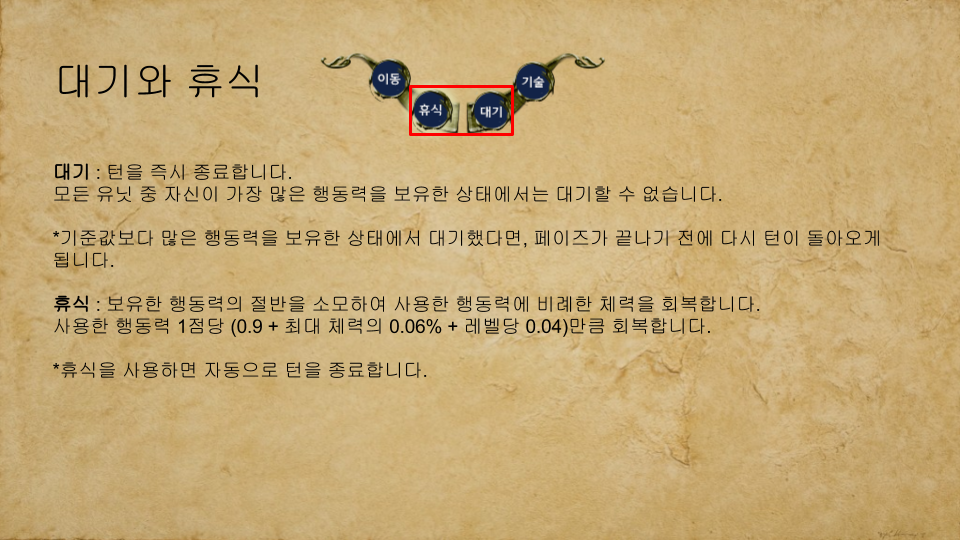 대기와 휴식
이동
기술
휴식
대기
대기 : 턴을 즉시 종료합니다.
모든 유닛 중 자신이 가장 많은 행동력을 보유한 상태에서는 대기할 수 없습니다.
*기준값보다 많은 행동력을 보유한 상태에서 대기했다면, 페이즈가 끝나기 전에 다시 턴이 돌아오게
됩니다.
휴식 : 보유한 행동력의 절반을 소모하여 사용한 행동력에 비례한 체력을 회복합니다.
사용한 행동력 1점당 (0.9 + 최대 체력의 0.06% + 레벨당 0.04)만큼 회복합니다.
*휴식을 사용하면 자동으로 턴을 종료합니다.